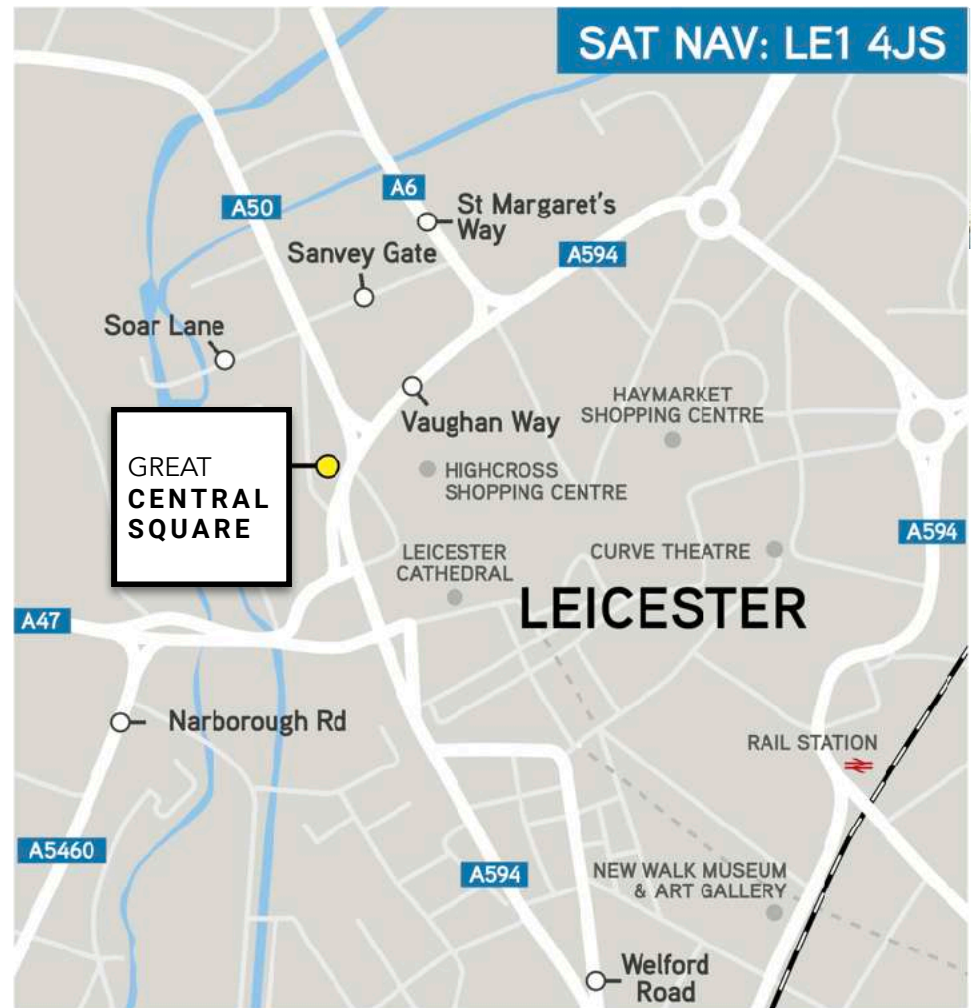 SAT NAV: LE1 4JS
A6
A50
St Margaret's
Way
Sanvey Gate
A594
Soar Lane
HAYMARKET
SHOPPING CENTRE
Vaughan Way
GREAT
CENTRAL
SQUARE
HIGHCROSS
SHOPPING CENTRE
A594
LEICESTER
CATHEDRAL
CURVE THEATRE
LEICESTER
A47
Narborough Rd
RAIL STATION
A5460
A594
NEW WALK MUSEUM
& ART GALLERY
Welford
Road